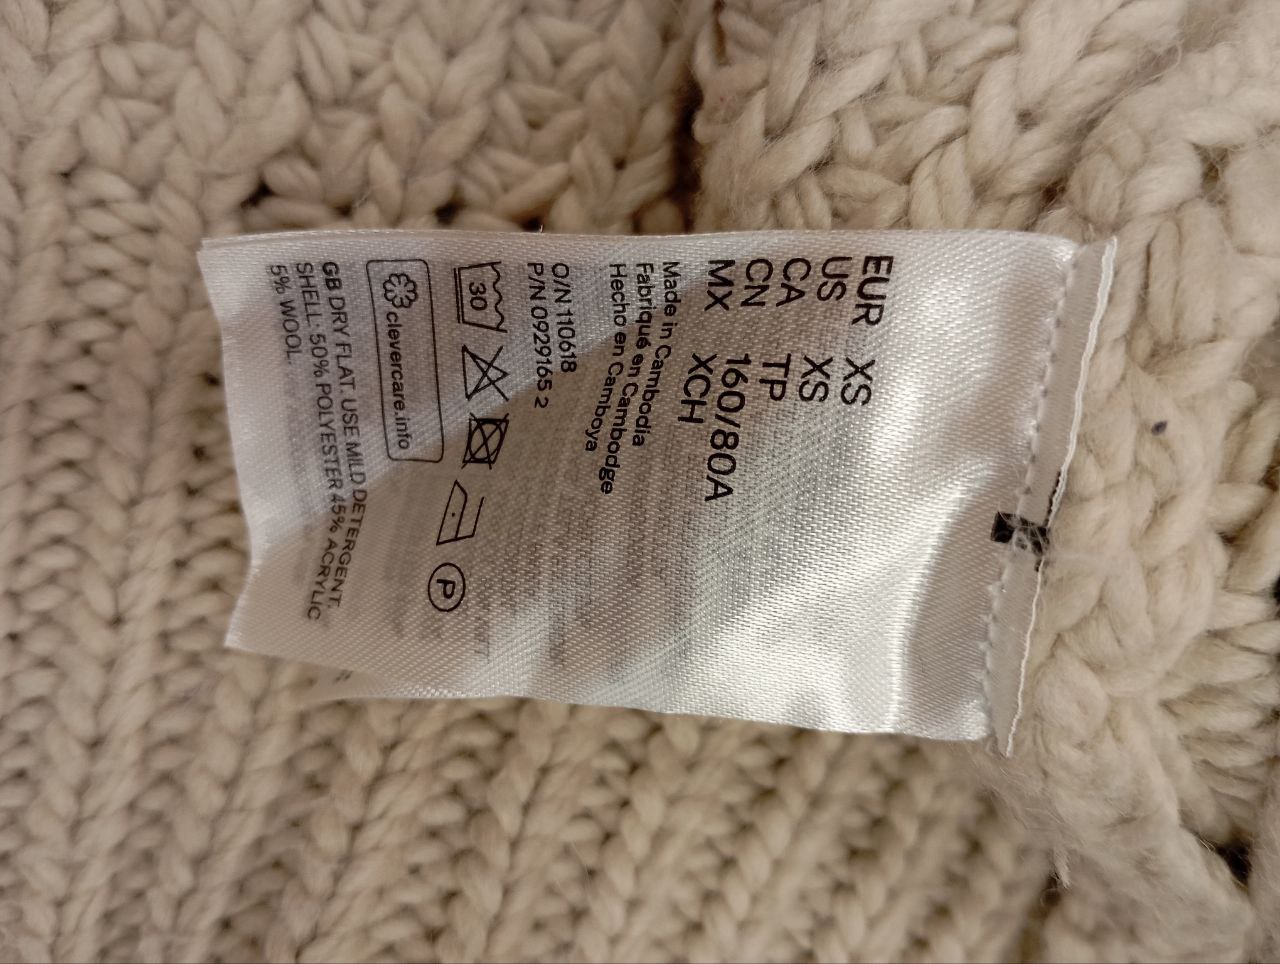 EUR XS
US XS
CA TP
CN 160/80A
MX XCH
Made in Cambodia
Fabriqué en Cambodge
Hecho en Camboya
O/N 110618
P/N 0929165 2
30
P
clevercare.info
GB DRY FLAT. USE MILD DETERGENT.
SHELL: 50% POLYESTER 45% ACRYLIC
5% WOOL